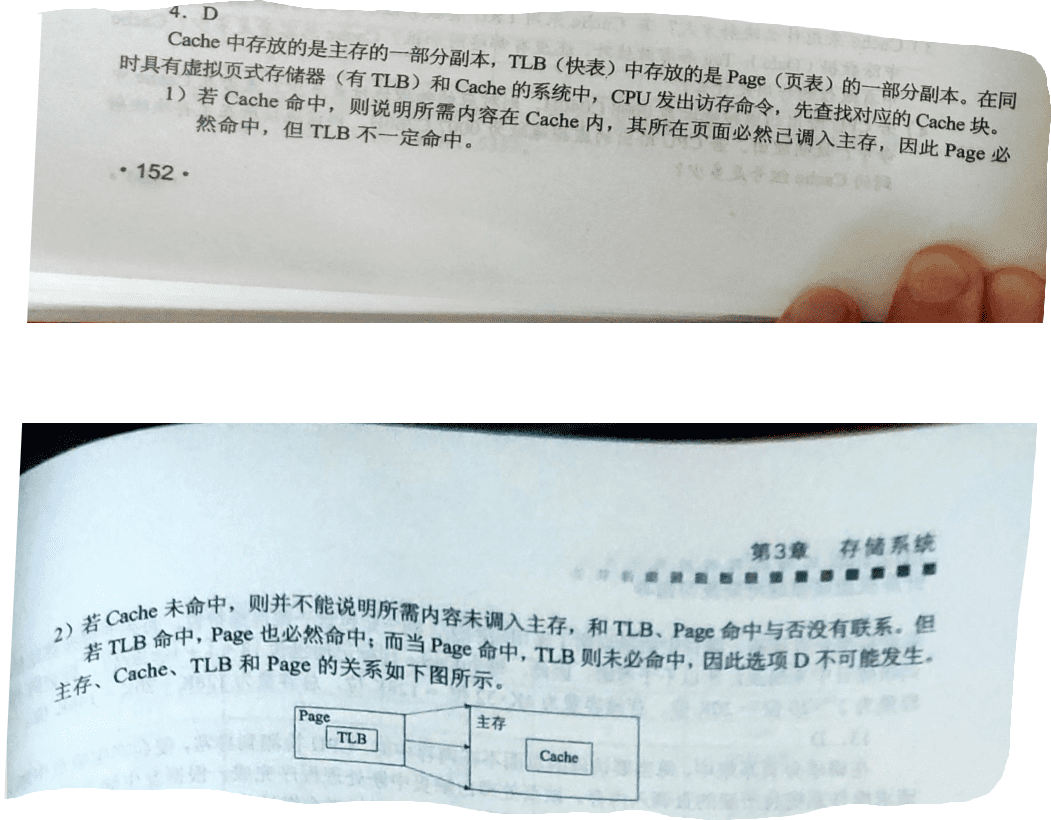 4．D
Cache 中存放的是主存的一部分副本，TLB（快表）中存放的是 Page（页表）的一部分副本。在同
时具有虚拟页式存储器（有 TLB）和 Cache 的系统中，CPU 发出访存命令，先查找对应的 Cache 块。
1）若 Cache 命中，则说明所需内容在 Cache 内，其所在页面必然已调入主存，因此 Page 必
然命中，但 TLB 不一定命中。
·152·
第3章 存储系统
2）若 Cache 未命中，则并不能说明所需内容未调入主存，和 TLB、Page 命中与否没有联系。但
若 TLB 命中，Page 也必然命中；而当 Page 命中，TLB 则未必命中，因此选项 D 不可能发生。
主存、Cache、TLB 和 Page 的关系如下图所示。
Page
TLB
主存
Cache